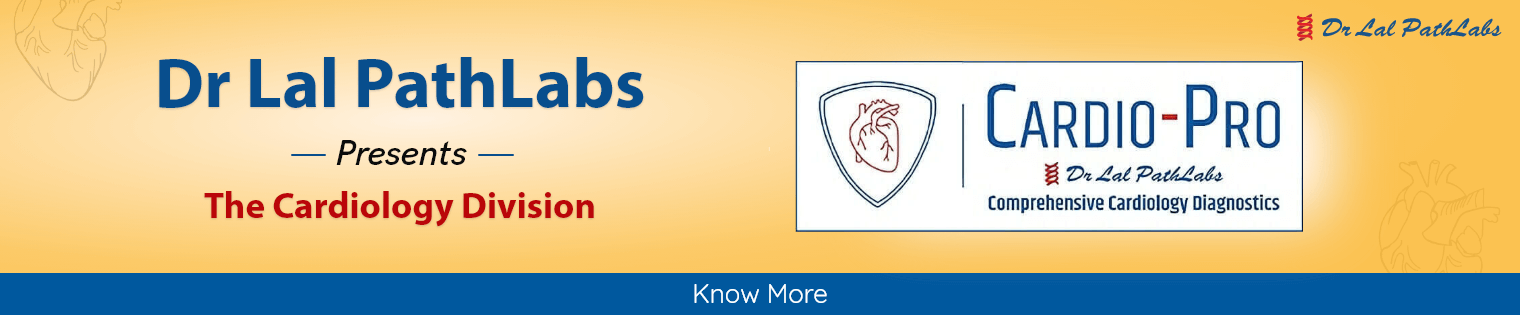 Dr Lal PathLabs
Dr Lal PathLabs
Presents
The Cardiology Division
CARDIO-PRO
Dr Lal PathLabs
Comprehensive Cardiology Diagnostics
Know More